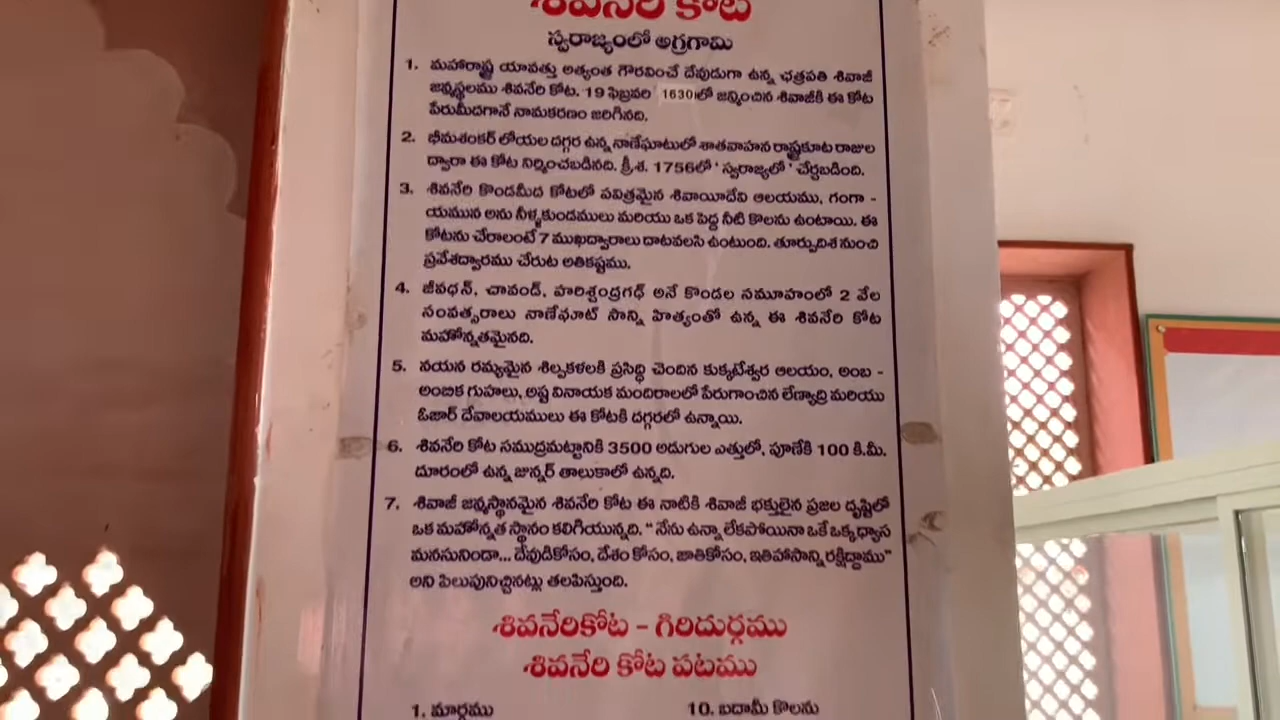 శివనేరి కోట
స్వరాజ్యంలో అగ్రగామి
1. మహారాష్ట్ర యావత్తు అత్యంత గౌరవించే దేవుడుగా ఉన్న ఛత్రపతి శివాజీ
జన్మస్థలము శివనేరి కోట. 19 ఫిబ్రవరి 1630లో జన్మించిన శివాజీకి ఈ కోట
పేరుమీదగానే నామకరణం జరిగినది.
2. భీమశంకర్ లోయల దగ్గర ఉన్న నాణేఘాటులో శాతవాహన రాష్ట్రకూట రాజుల
ద్వారా ఈ కోట నిర్మించబడినది. క్రీ.శ. 1756లో ' స్వరాజ్యలో ' చేర్చబడింది.
3. శివనేరి కొండమీద కోటలో పవిత్రమైన శివాయీదేవి ఆలయము, గంగా -
యమున అను నీళ్ళకుండములు మరియు ఒక పెద్ద నీటి కొలను ఉంటాయి. ఈ
కోటను చేరాలంటే 7 ముఖద్వారాలు దాటవలసి ఉంటుంది. తూర్పుదిశ నుంచి
ప్రవేశద్వారము చేరుట అతికష్టము.
4. జీవధన్, చావండ్, హరిశ్చంద్రగఢ్ అనే కొండల సమూహంలో 2 వేల
సంవత్సరాలు నాణేఘాట్ సాన్ని హిత్యంతో ఉన్న ఈ శివనేరి కోట
మహోన్నతమైనది.
5. నయన రమ్యమైన శిల్పకళలకి ప్రసిద్ధి చెందిన కుక్కటేశ్వర ఆలయం, అంబ -
అంబిక గుహలు, అష్ట వినాయక మందిరాలలో పేరుగాంచిన లేణ్యాద్రి మరియు
ఓజార్ దేవాలయములు ఈ కోటకి దగ్గరలో ఉన్నాయి.
6. శివనేరి కోట సముద్రమట్టానికి 3500 అడుగుల ఎత్తులో, పూణేకి 100 కి.మీ.
దూరంలో ఉన్న జున్నర్ తాలుకాలో ఉన్నది.
7. శివాజీ జన్మస్థానమైన శివనేరి కోట ఈ నాటికి శివాజీ భక్తులైన ప్రజల దృష్టిలో
ఒక మహోన్నత స్థానం కలిగియున్నది. " నేను ఉన్నా లేకపోయినా ఒకే ఒక్కధ్యాస
మనసునిండా... దేవుడికోసం, దేశం కోసం, జాతికోసం, ఇతిహాసాన్ని రక్షిద్దాము"
అని పిలుపునిచ్చినట్లు తలపిస్తుంది.
శివనేరికోట - గిరిదుర్గము
శివనేరి కోట పటము
1. మార్గము
10. బదామీ కొలను